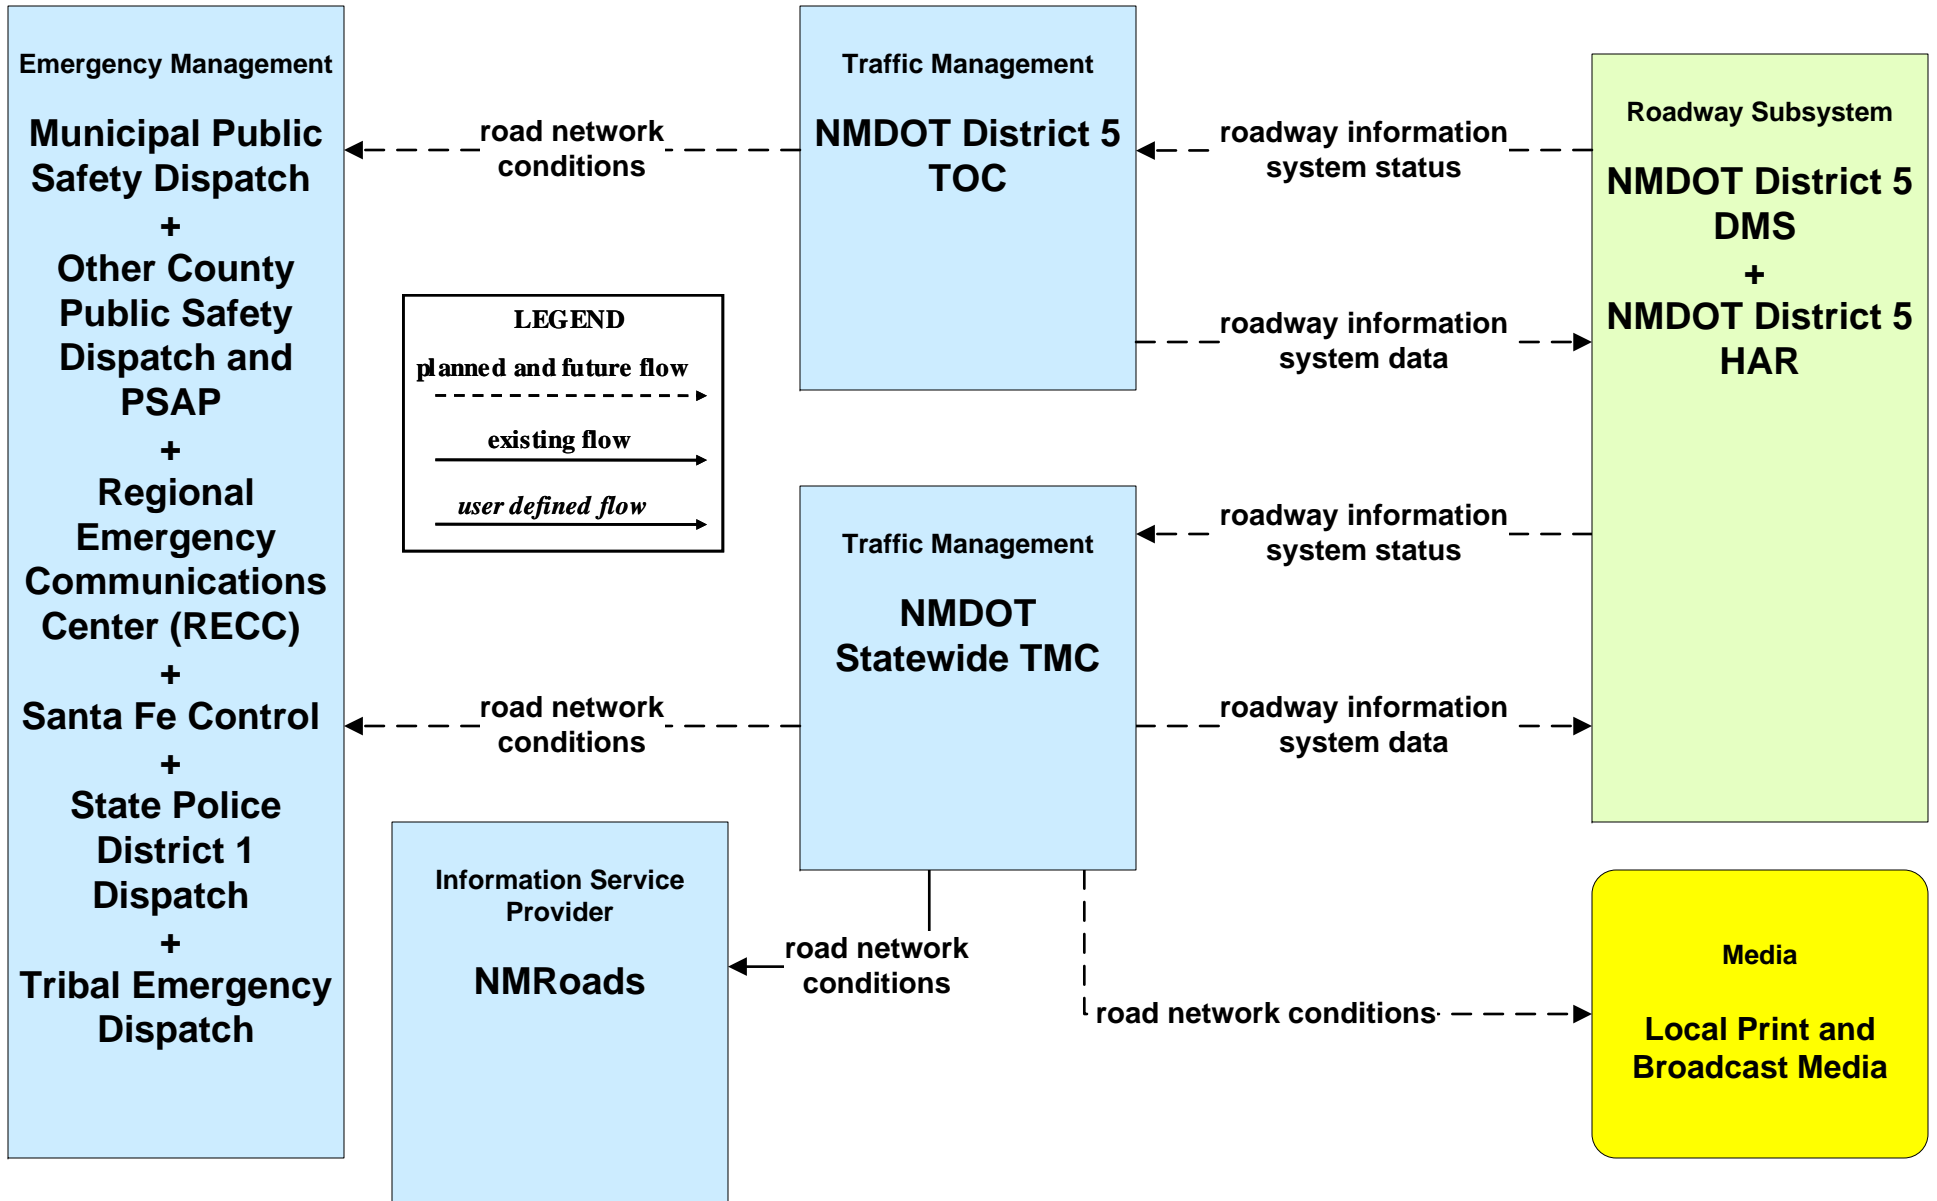 Emergency Management
Municipal Public
Safety Dispatch
+
Other County
Public Safety
Dispatch and
PSAP
+
Regional
Emergency
Communications
Center (RECC)
+
Santa Fe Control
+
State Police
District 1
Dispatch
+
Tribal Emergency
Dispatch
road network
conditions
LEGEND
planned and future flow
existing flow
user defined flow
road network
conditions
Information Service
Provider
NMRoads
Traffic Management
NMDOT District 5
TOC
Traffic Management
NMDOT
Statewide TMC
road network
conditions
road network conditions
roadway information
system status
roadway information
system data
roadway information
system status
roadway information
system data
Roadway Subsystem
NMDOT District 5
DMS
+
NMDOT District 5
HAR
Media
Local Print and
Broadcast Media